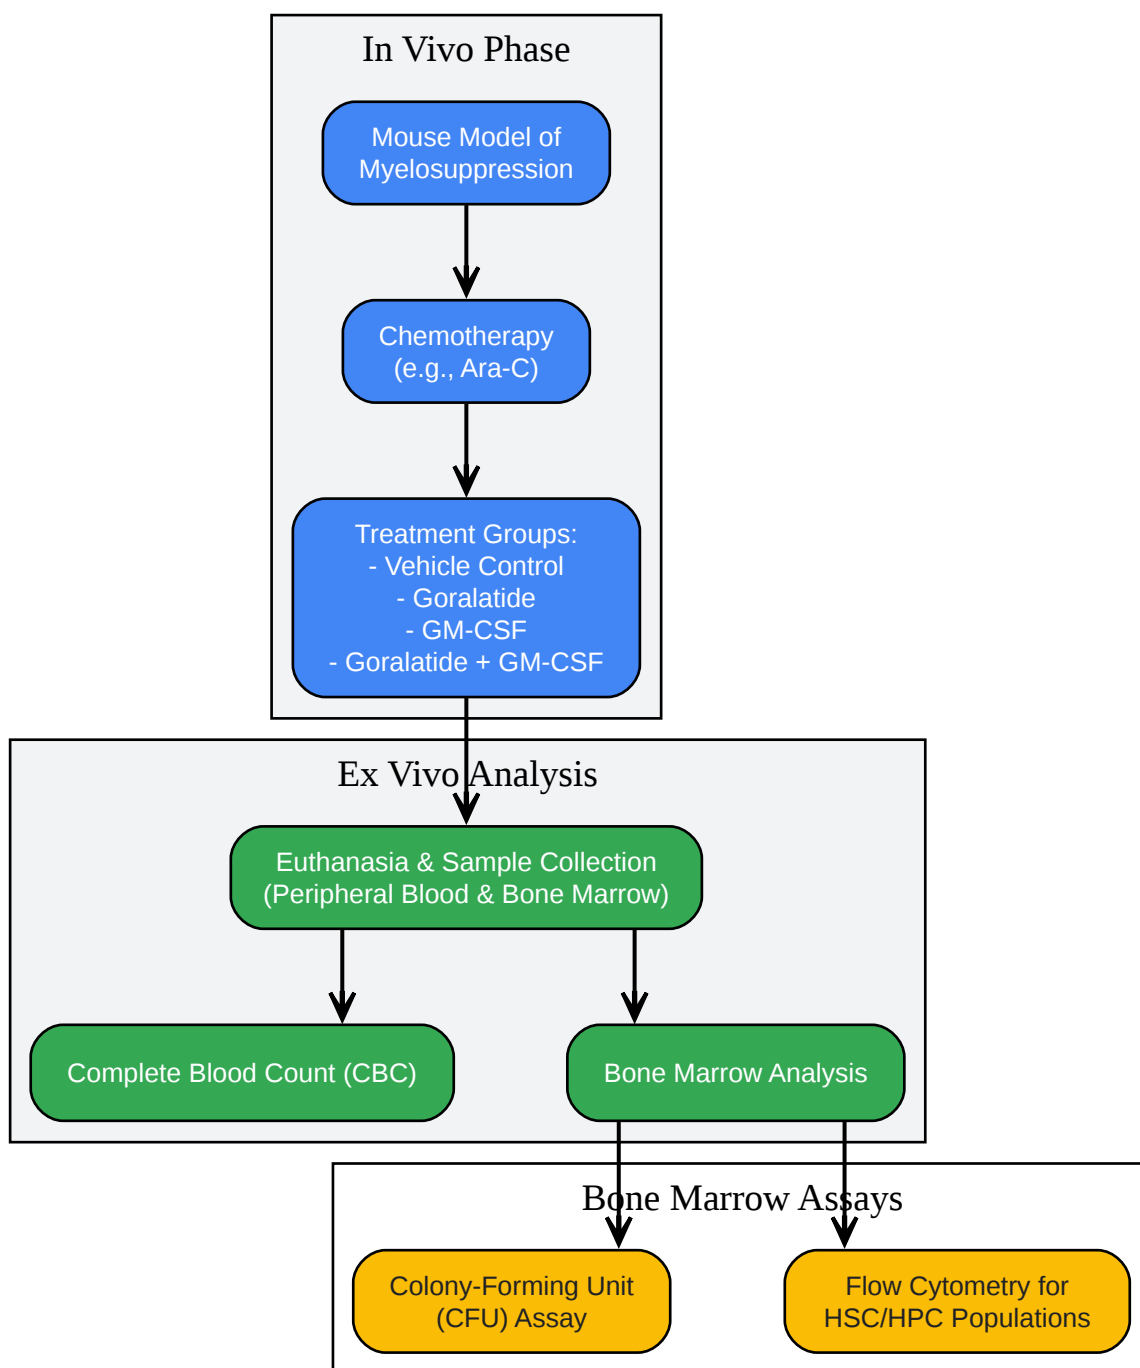 In Vivo Phase
Mouse Model of
Myelosuppression
Chemotherapy
(e.g., Ara-C)
Treatment Groups:
- Vehicle Control
- Goralatide
- GM-CSF
- Goralatide + GM-CSF
Ex Vivo Analysis
Euthanasia & Sample Collection
(Peripheral Blood & Bone Marrow)
Complete Blood Count (CBC)
Bone Marrow Analysis
Bone Marrow Assays
Colony-Forming Unit
(CFU) Assay
Flow Cytometry for
HSC/HPC Populations